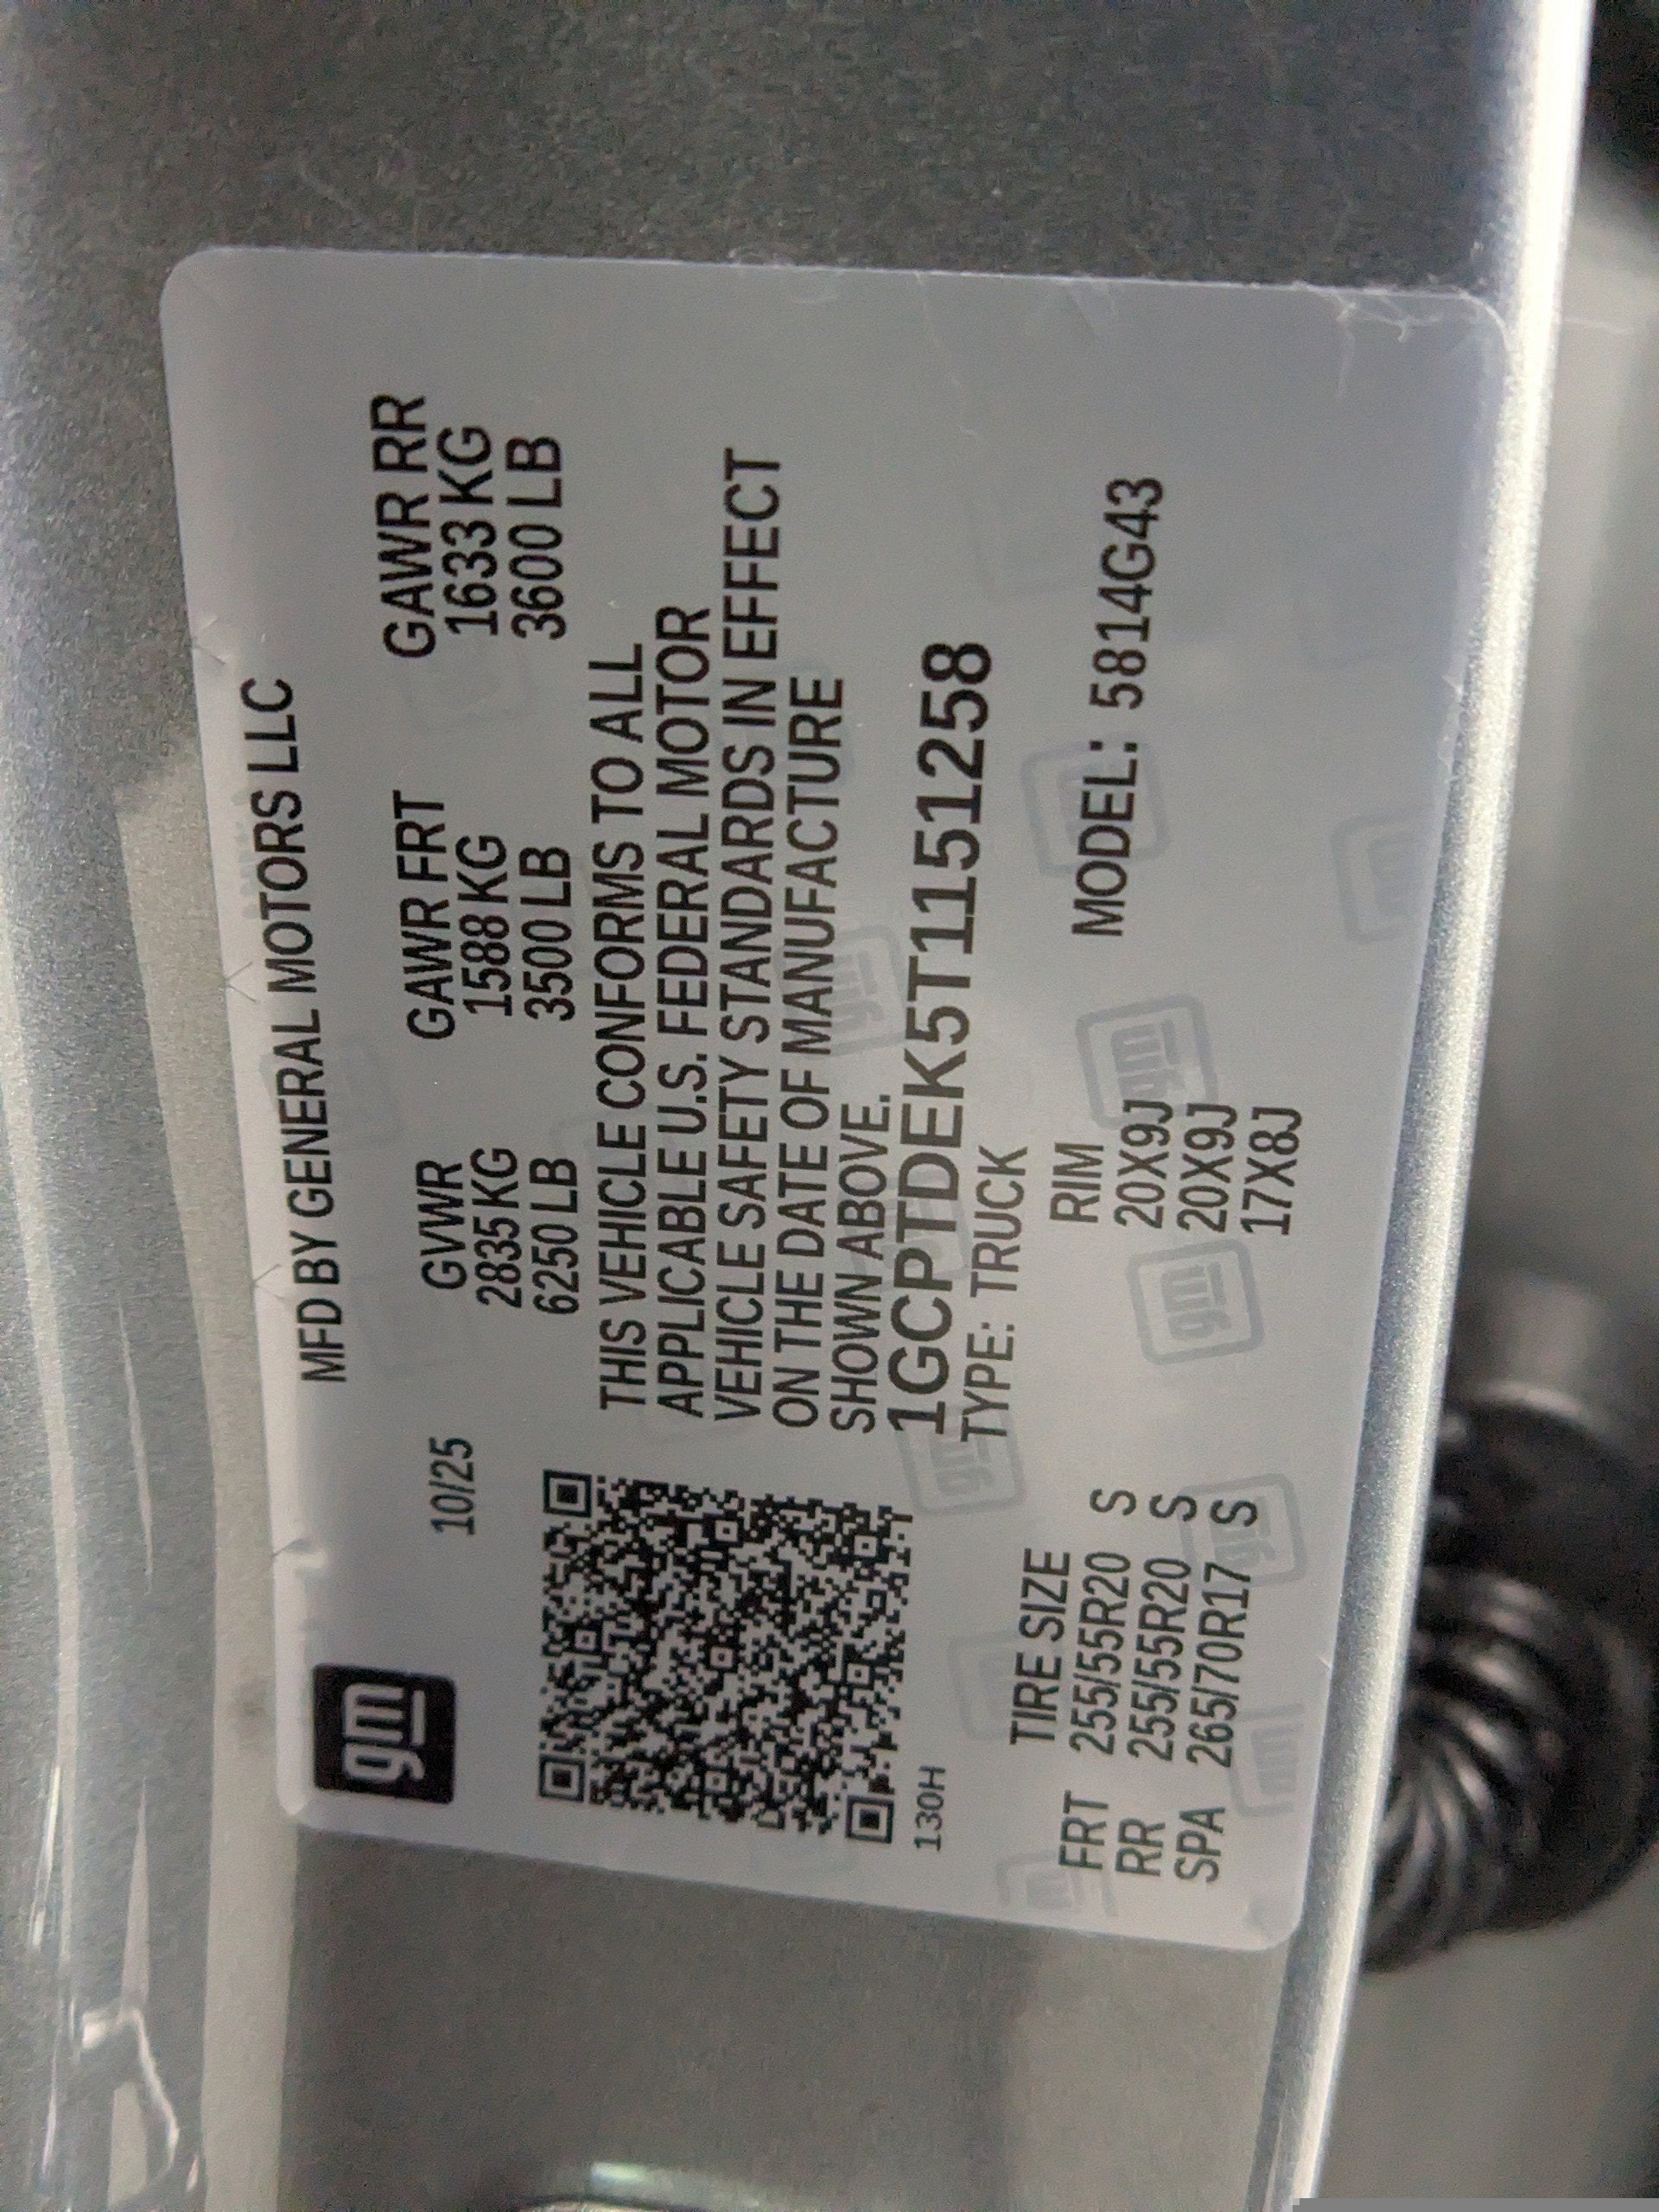 gm
MFD BY GENERAL MOTORS LLC
10/25
GVWR GAWR FRT GAWR RR
2835 KG 1588 KG 1633 KG
6250 LB 3500 LB 3600 LB
THIS VEHICLE CONFORMS TO ALL
APPLICABLE U.S. FEDERAL MOTOR
VEHICLE SAFETY STANDARDS IN EFFECT
ON THE DATE OF MANUFACTURE
SHOWN ABOVE.
1GCPTDEK5T1151258
TYPE: TRUCK
130H
TIRE SIZE RIM MODEL: 5814G43
FRT 255/55R20 S 20X9J
RR 255/55R20 S 20X9J
SPA 265/70R17 S 17X8J